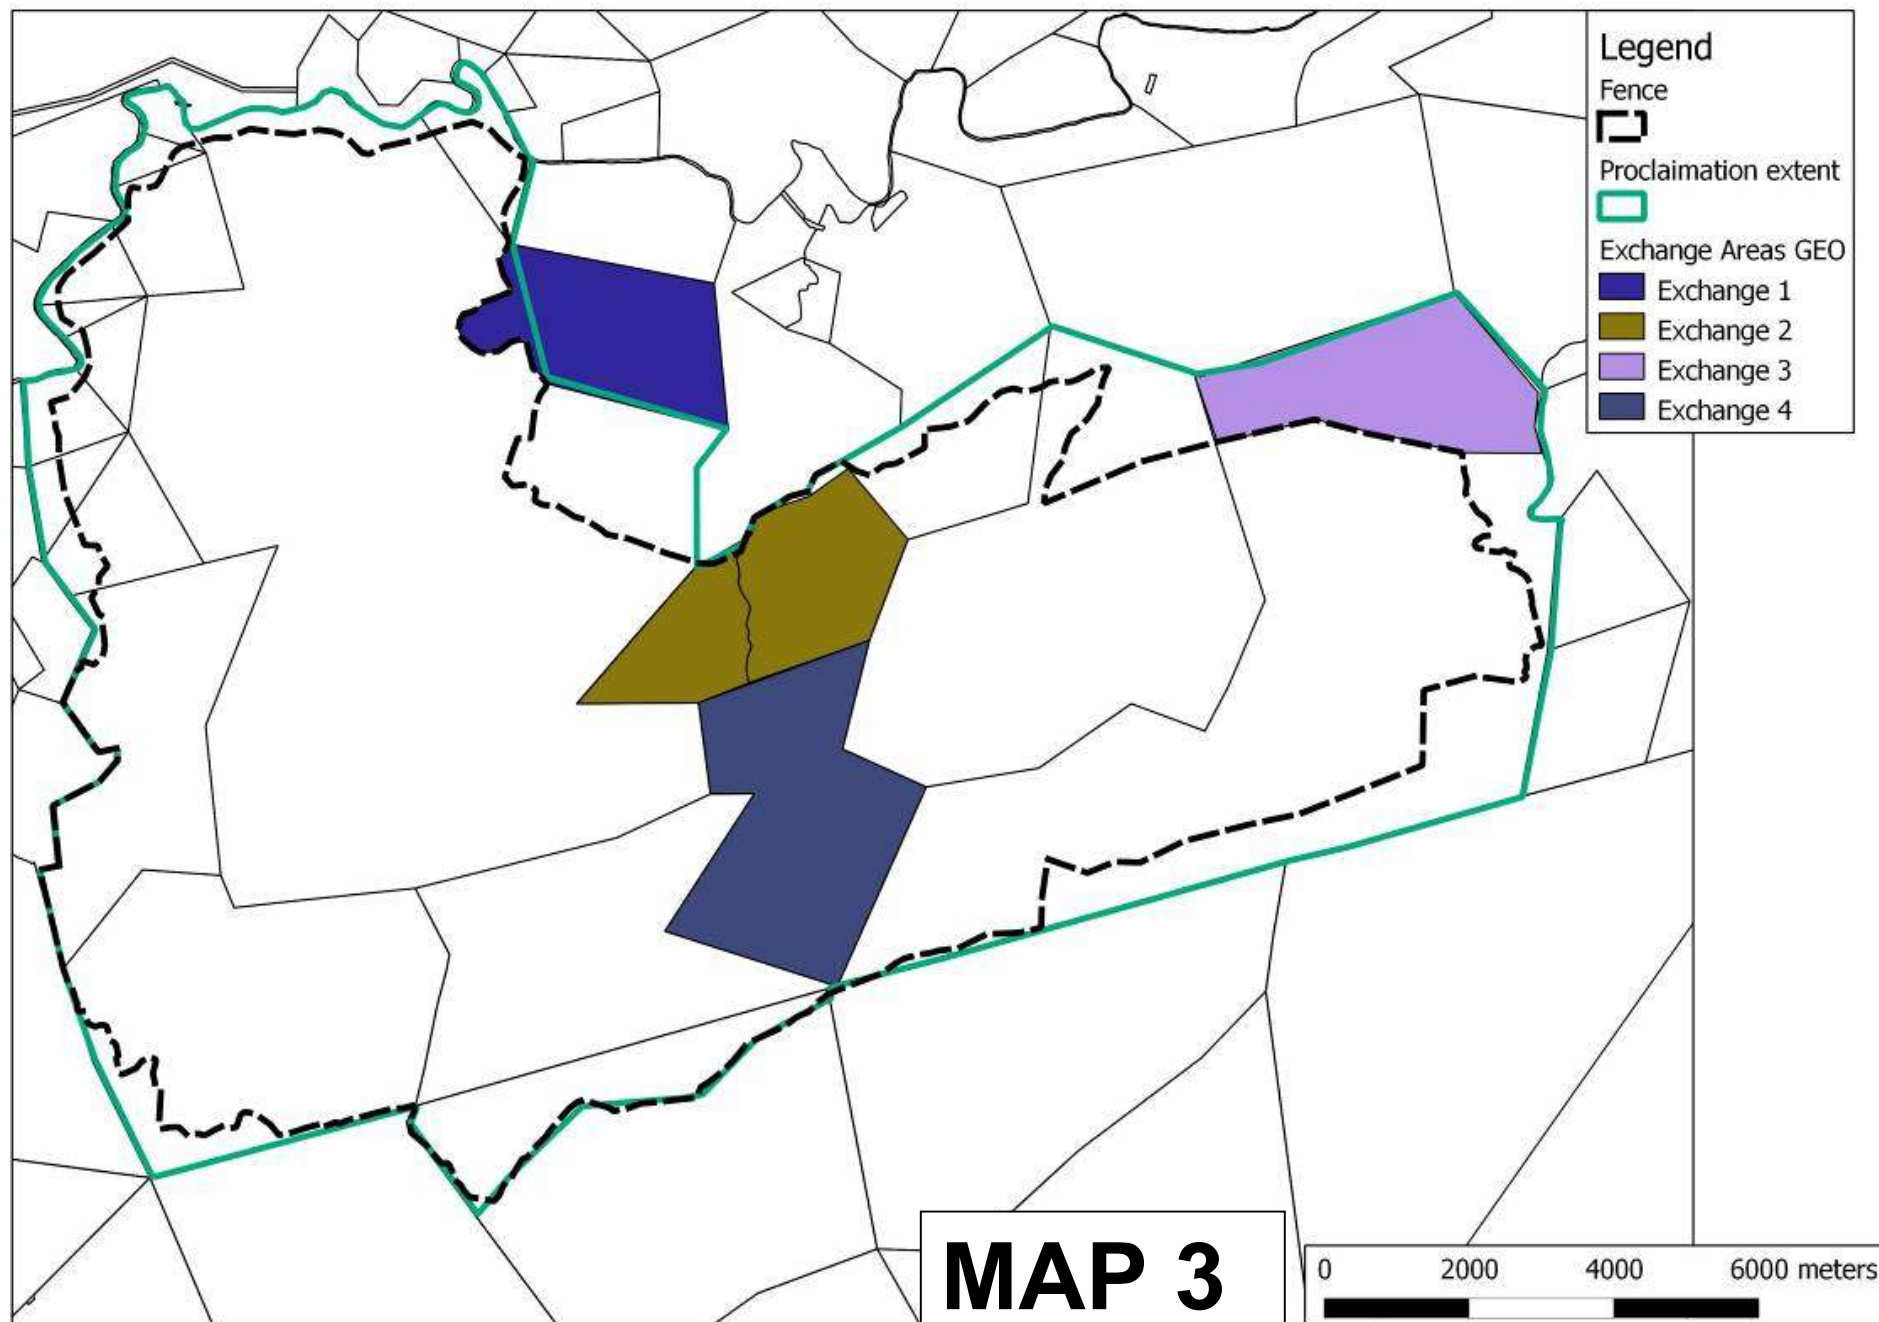 Legend
Fence
Proclaimation extent
Exchange Areas GEO
Exchange 1
Exchange 2
Exchange 3
Exchange 4
MAP 3
0 2000 4000 6000 meters